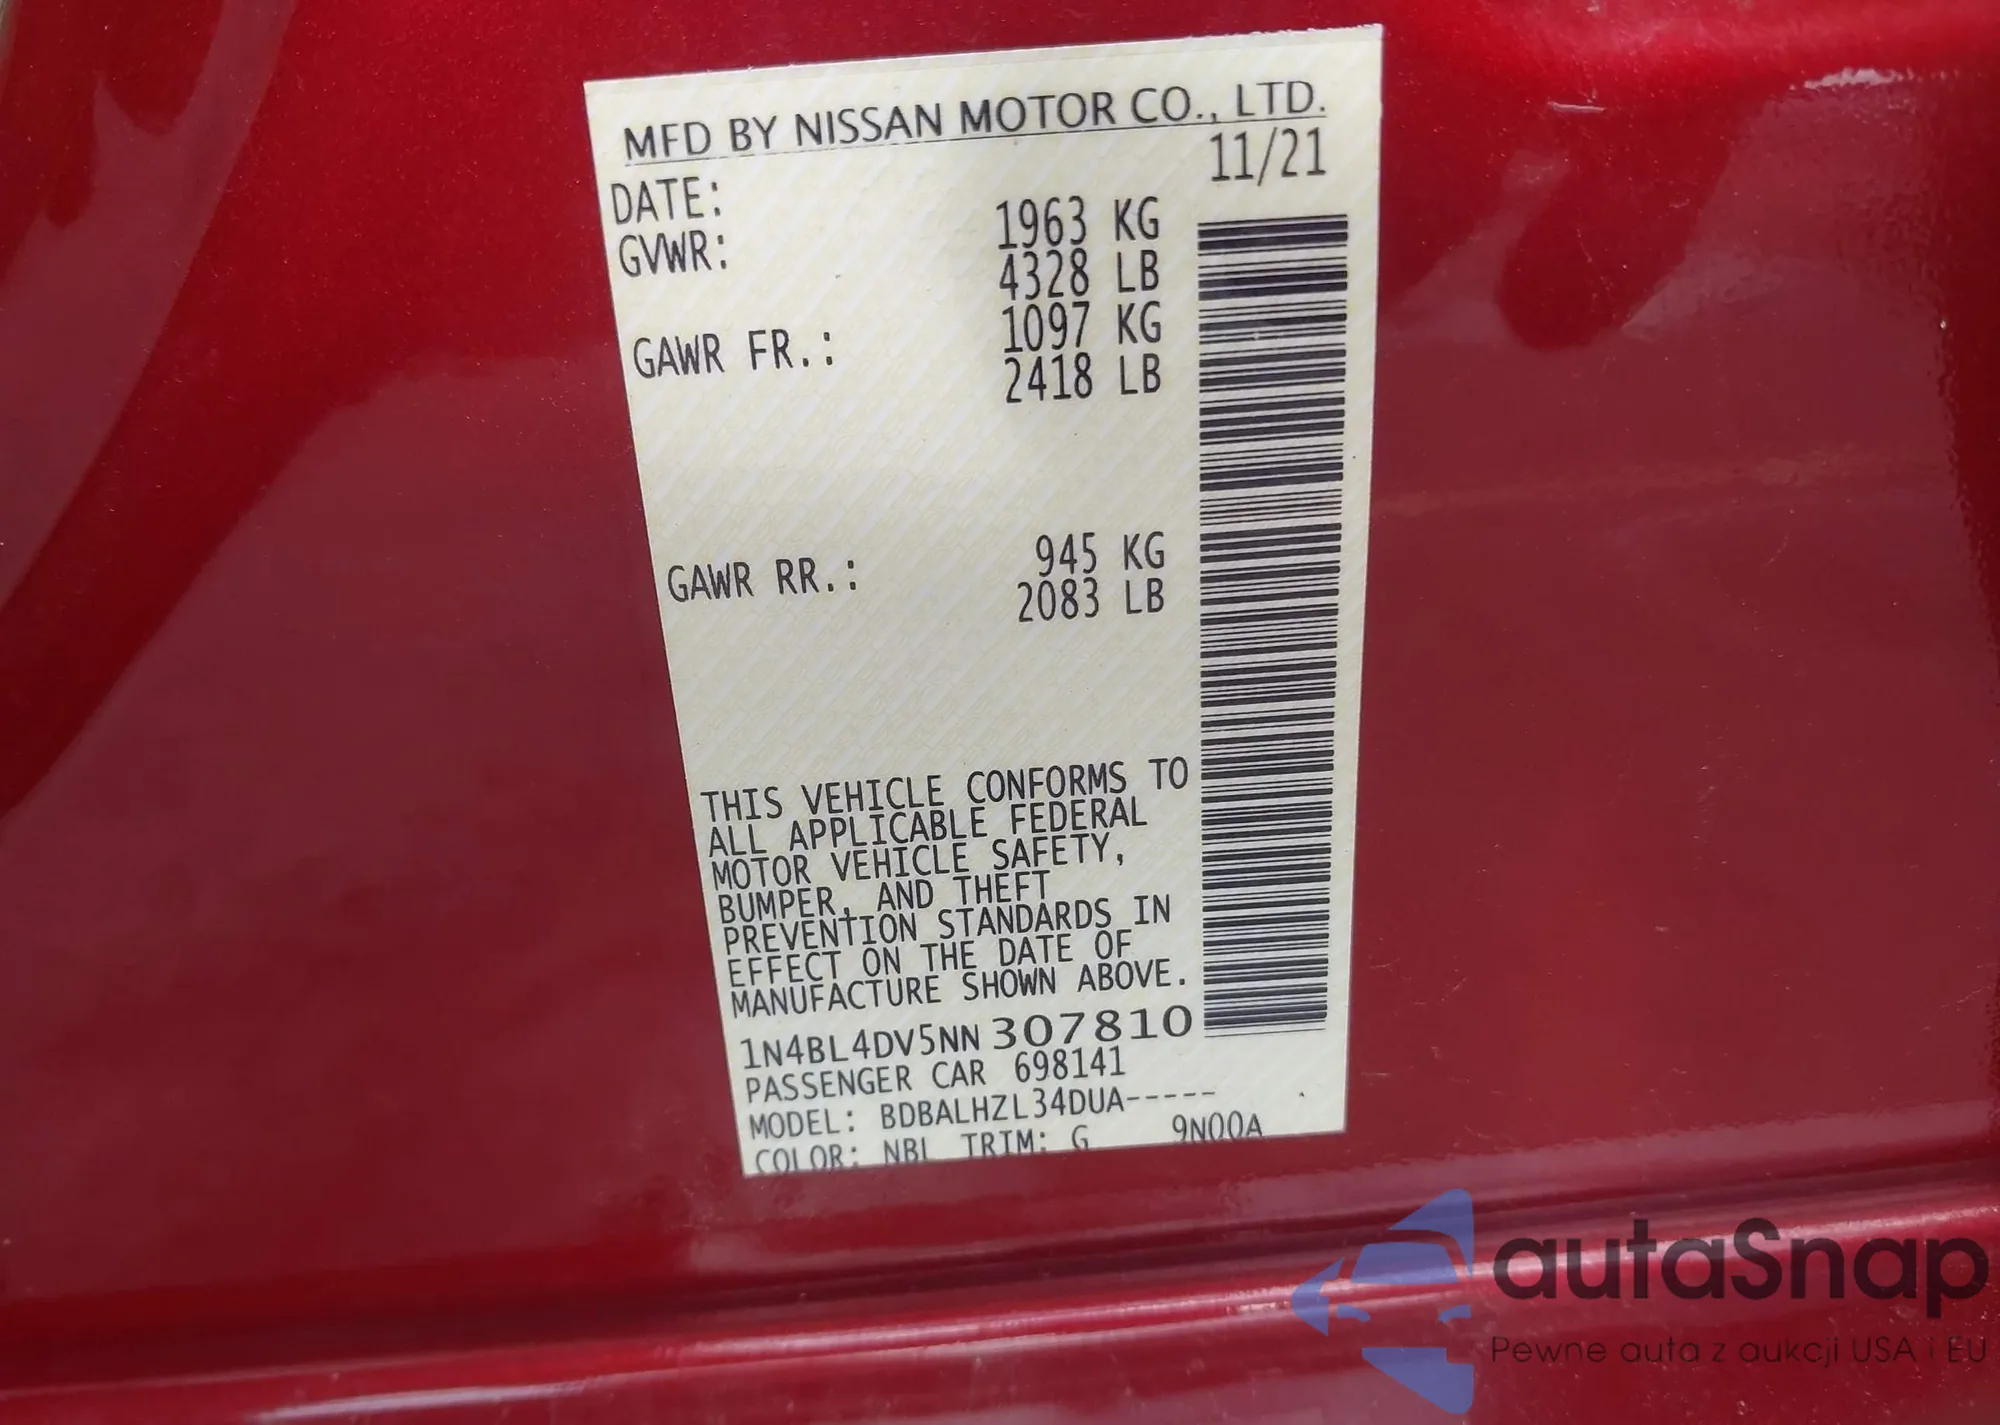 MFD BY NISSAN MOTOR CO., LTD.
DATE: 11/21
GVWR: 1963 KG
4328 LB
GAWR FR.: 1097 KG
2418 LB
GAWR RR.: 945 KG
2083 LB
THIS VEHICLE CONFORMS TO
ALL APPLICABLE FEDERAL
MOTOR VEHICLE SAFETY,
BUMPER, AND THEFT
PREVENTION STANDARDS IN
EFFECT ON THE DATE OF
MANUFACTURE SHOWN ABOVE.
1N4BL4DV5NN307810
PASSENGER CAR 698141
MODEL: BDBALHZL34DUA-----
COLOR: NBL TRIM: G 9N00A
autaSnap
Pewne auta z aukcji USA i EU